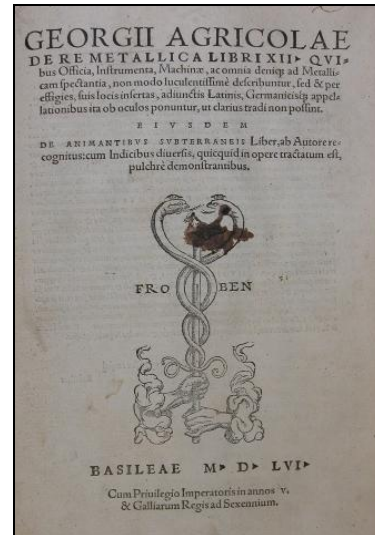 GEORGII AGRICOLAE
DE RE METALLICA LIBRI XII▸ QVI⸗
bus Officia, Instrumenta, Machinæ, ac omnia deniq; ad Metalli⸗
cam spectantia, non modo luculentissimè describuntur, sed & per
effigies, suis locis insertas, adiunctis Latinis, Germanicisq; appel⸗
lationibus ita ob oculos ponuntur, ut clarius tradi non possint.
EIVSDEM
DE ANIMANTIBVS SVBTERRANEIS Liber, ab Autore re⸗
cognitus: cum Indicibus diuersis, quicquid in opere tractatum est,
pulchrè demonstrantibus.
FRO BEN
BASILEAE M▸ D▸ LVI▸
Cum Priuilegio Imperatoris in annos v.
& Galliarum Regis ad Sexennium.